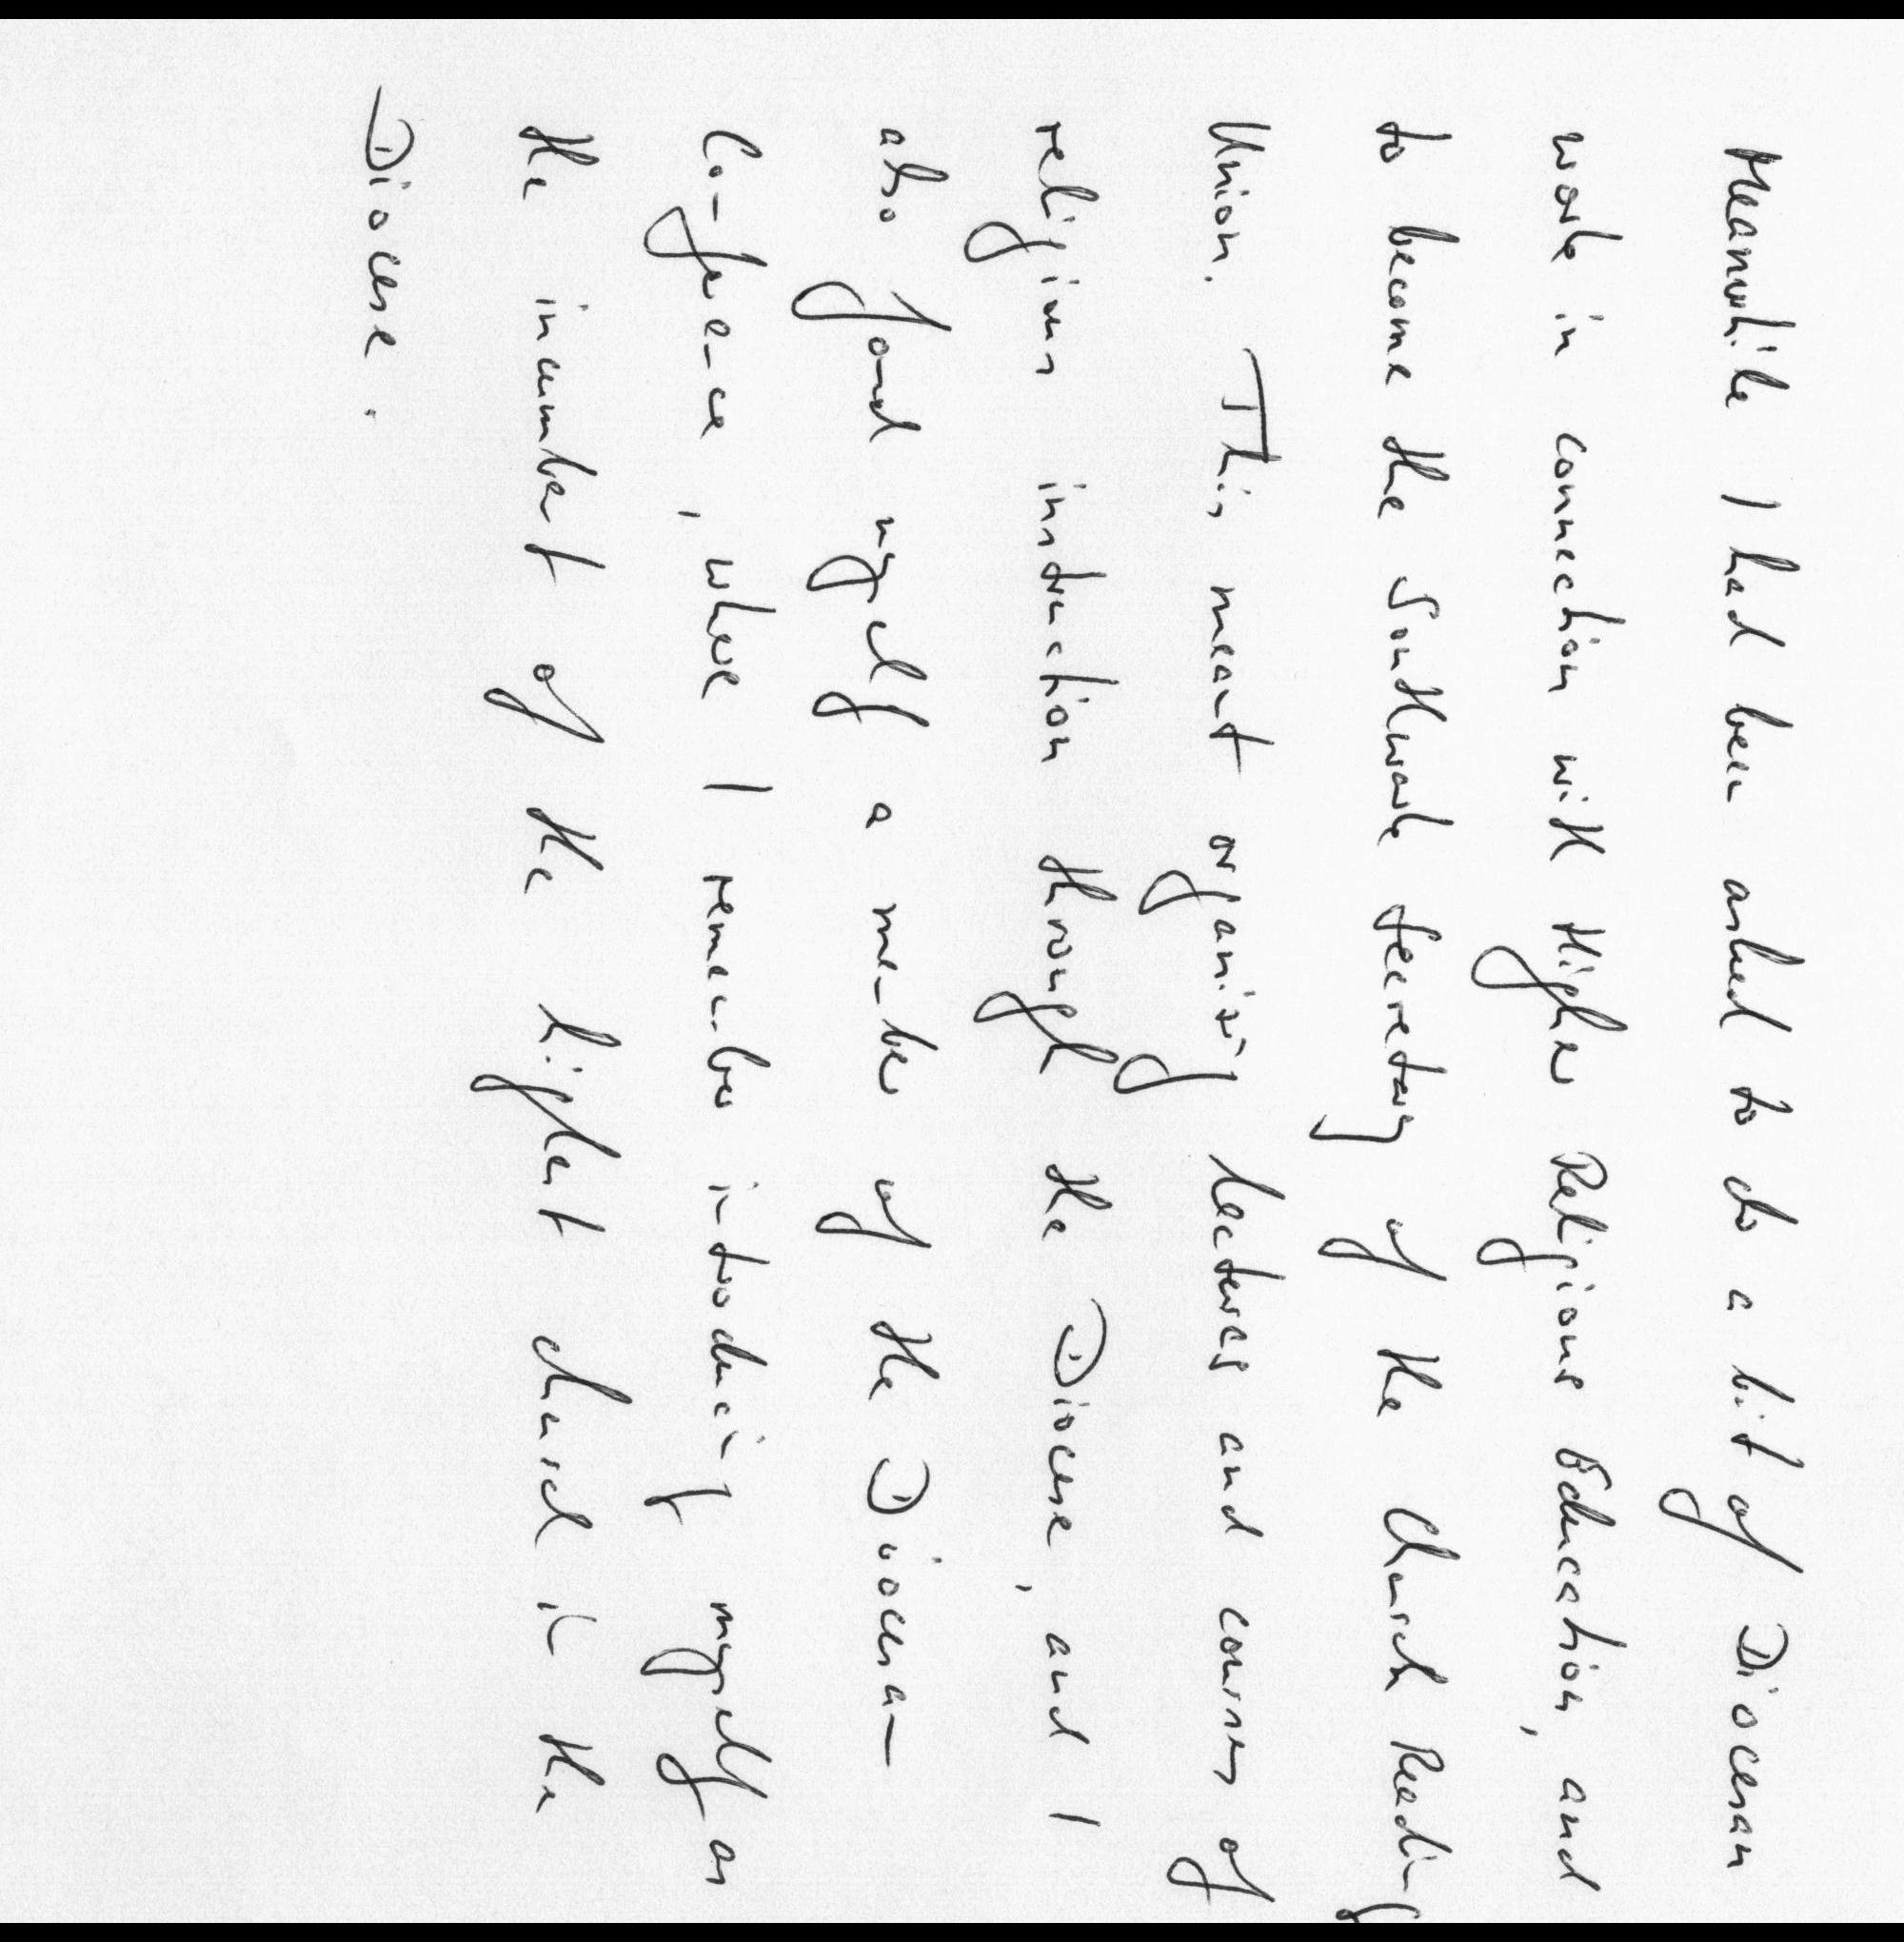 Meanwhile I had been asked to do a bit of Diocesan
work in connection with Higher Religious Education, and
to become the Southwark Secretary of the Church Reading
Union. This meant organizing lectures and courses of
religious instruction through the Diocese, and I
also found myself a member of the Diocesan
Conference, where I remember introducing myself as
the incumbent of the highest church in the
Diocese.